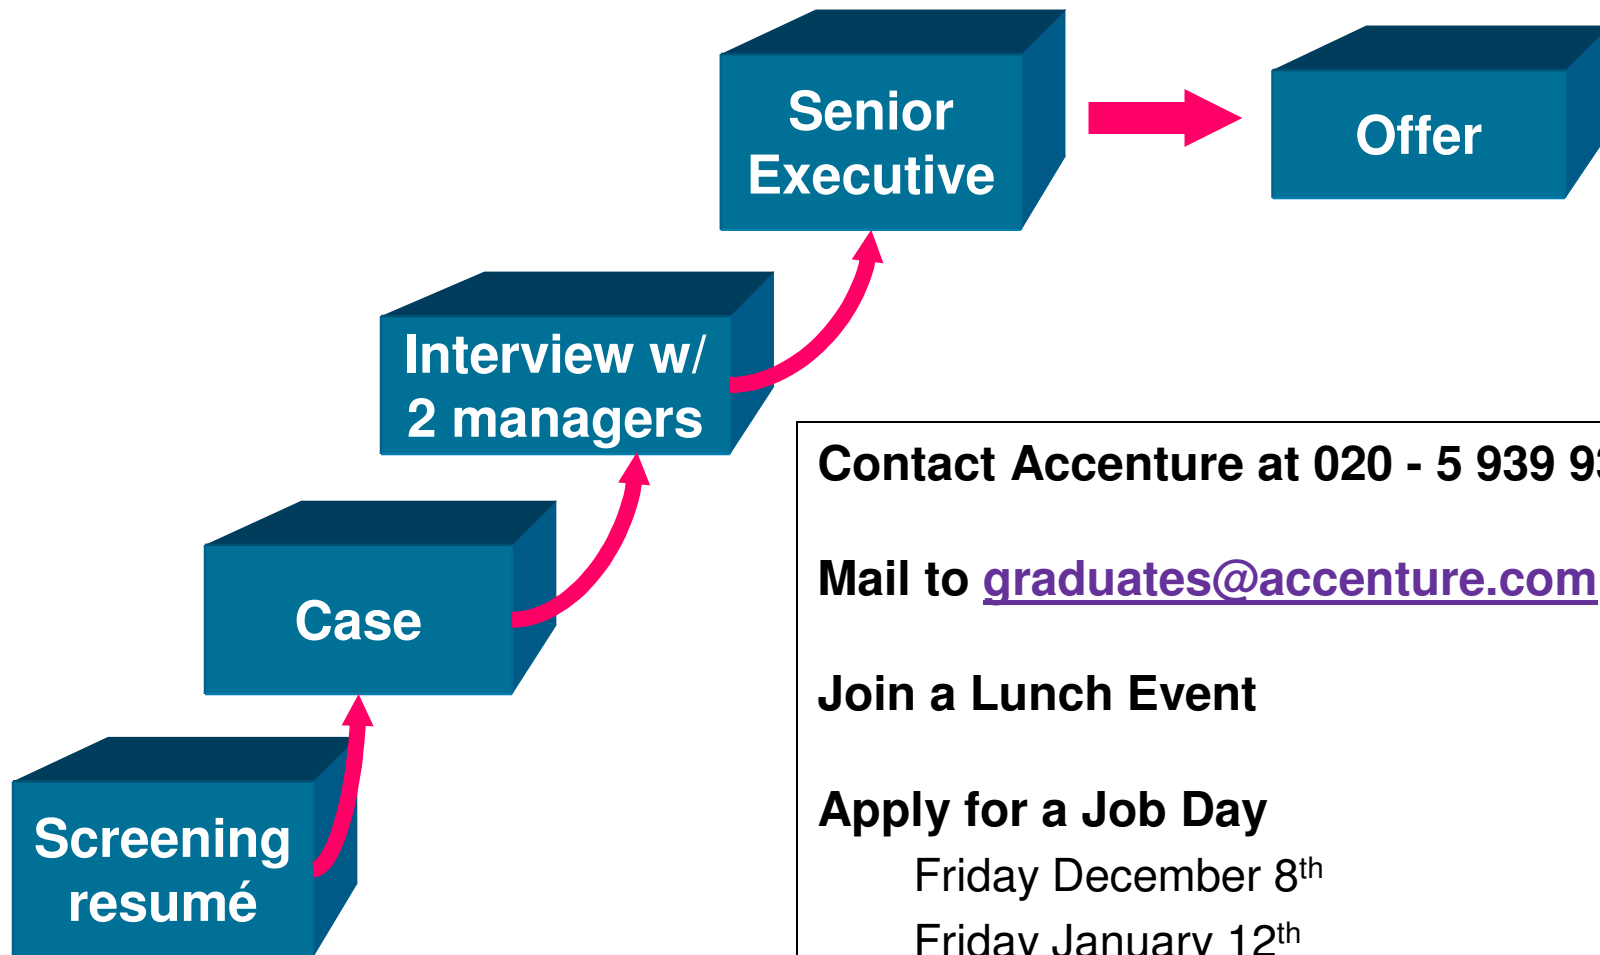 Senior
Executive
Offer
Interview w/
2 managers
Case
Screening
resumé
Contact Accenture at 020 - 5 939
Mail to graduates@accenture.com
Join a Lunch Event
Apply for a Job Day
Friday December 8th
Friday January 12th